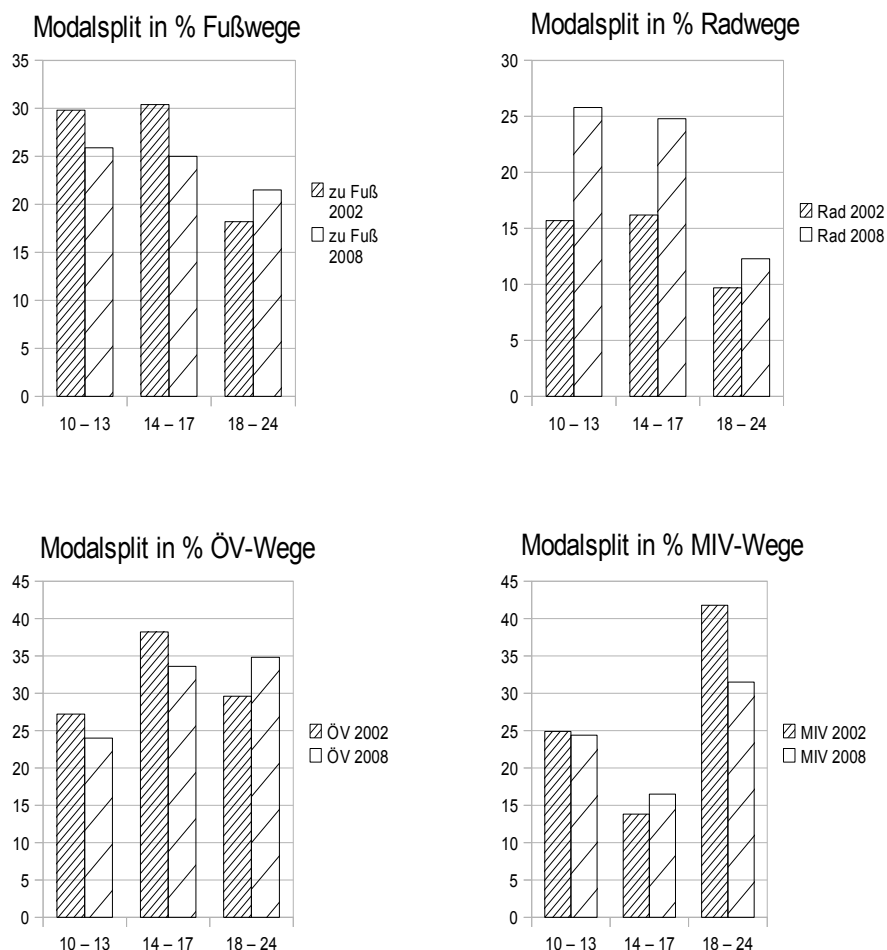 Modalsplit in % Fußwege
35
30
25
20
15
10
5
0
10 – 13
14 – 17
18 – 24
zu Fuß
2002
zu Fuß
2008
Modalsplit in % Radwege
30
25
20
15
10
5
0
10 – 13
14 – 17
18 – 24
Rad 2002
Rad 2008
Modalsplit in % ÖV-Wege
45
40
35
30
25
20
15
10
5
0
10 – 13
14 – 17
18 – 24
ÖV 2002
ÖV 2008
Modalsplit in % MIV-Wege
45
40
35
30
25
20
15
10
5
0
10 – 13
14 – 17
18 – 24
MIV 2002
MIV 2008